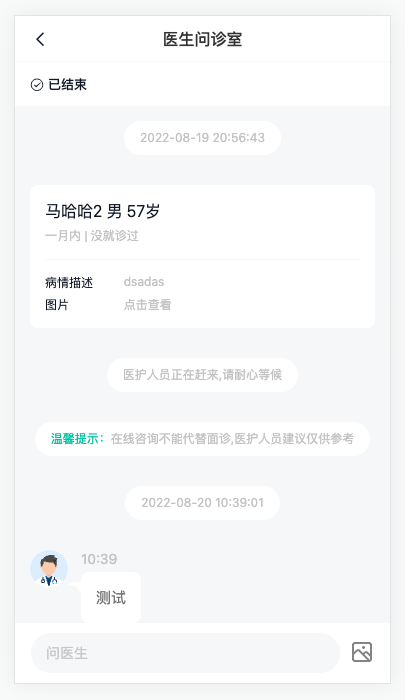 医生问诊室
已结束
2022-08-19 20:56:43
马哈哈2 男 57岁
一月内 | 没就诊过
病情描述 dsadas
图片 点击查看
医护人员正在赶来,请耐心等候
温馨提示：在线咨询不能代替面诊,医护人员建议仅供参考
2022-08-20 10:39:01
10:39
测试
问医生